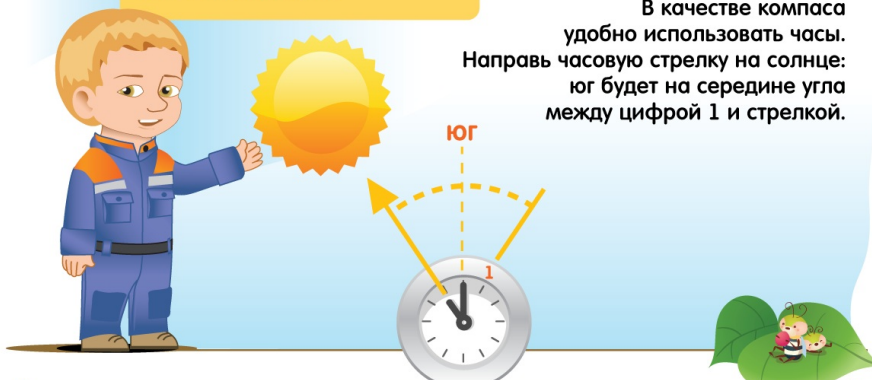 В качестве компаса
удобно использовать часы.
Направь часовую стрелку на солнце:
юг будет на середине угла
между цифрой 1 и стрелкой.
ЮГ
1